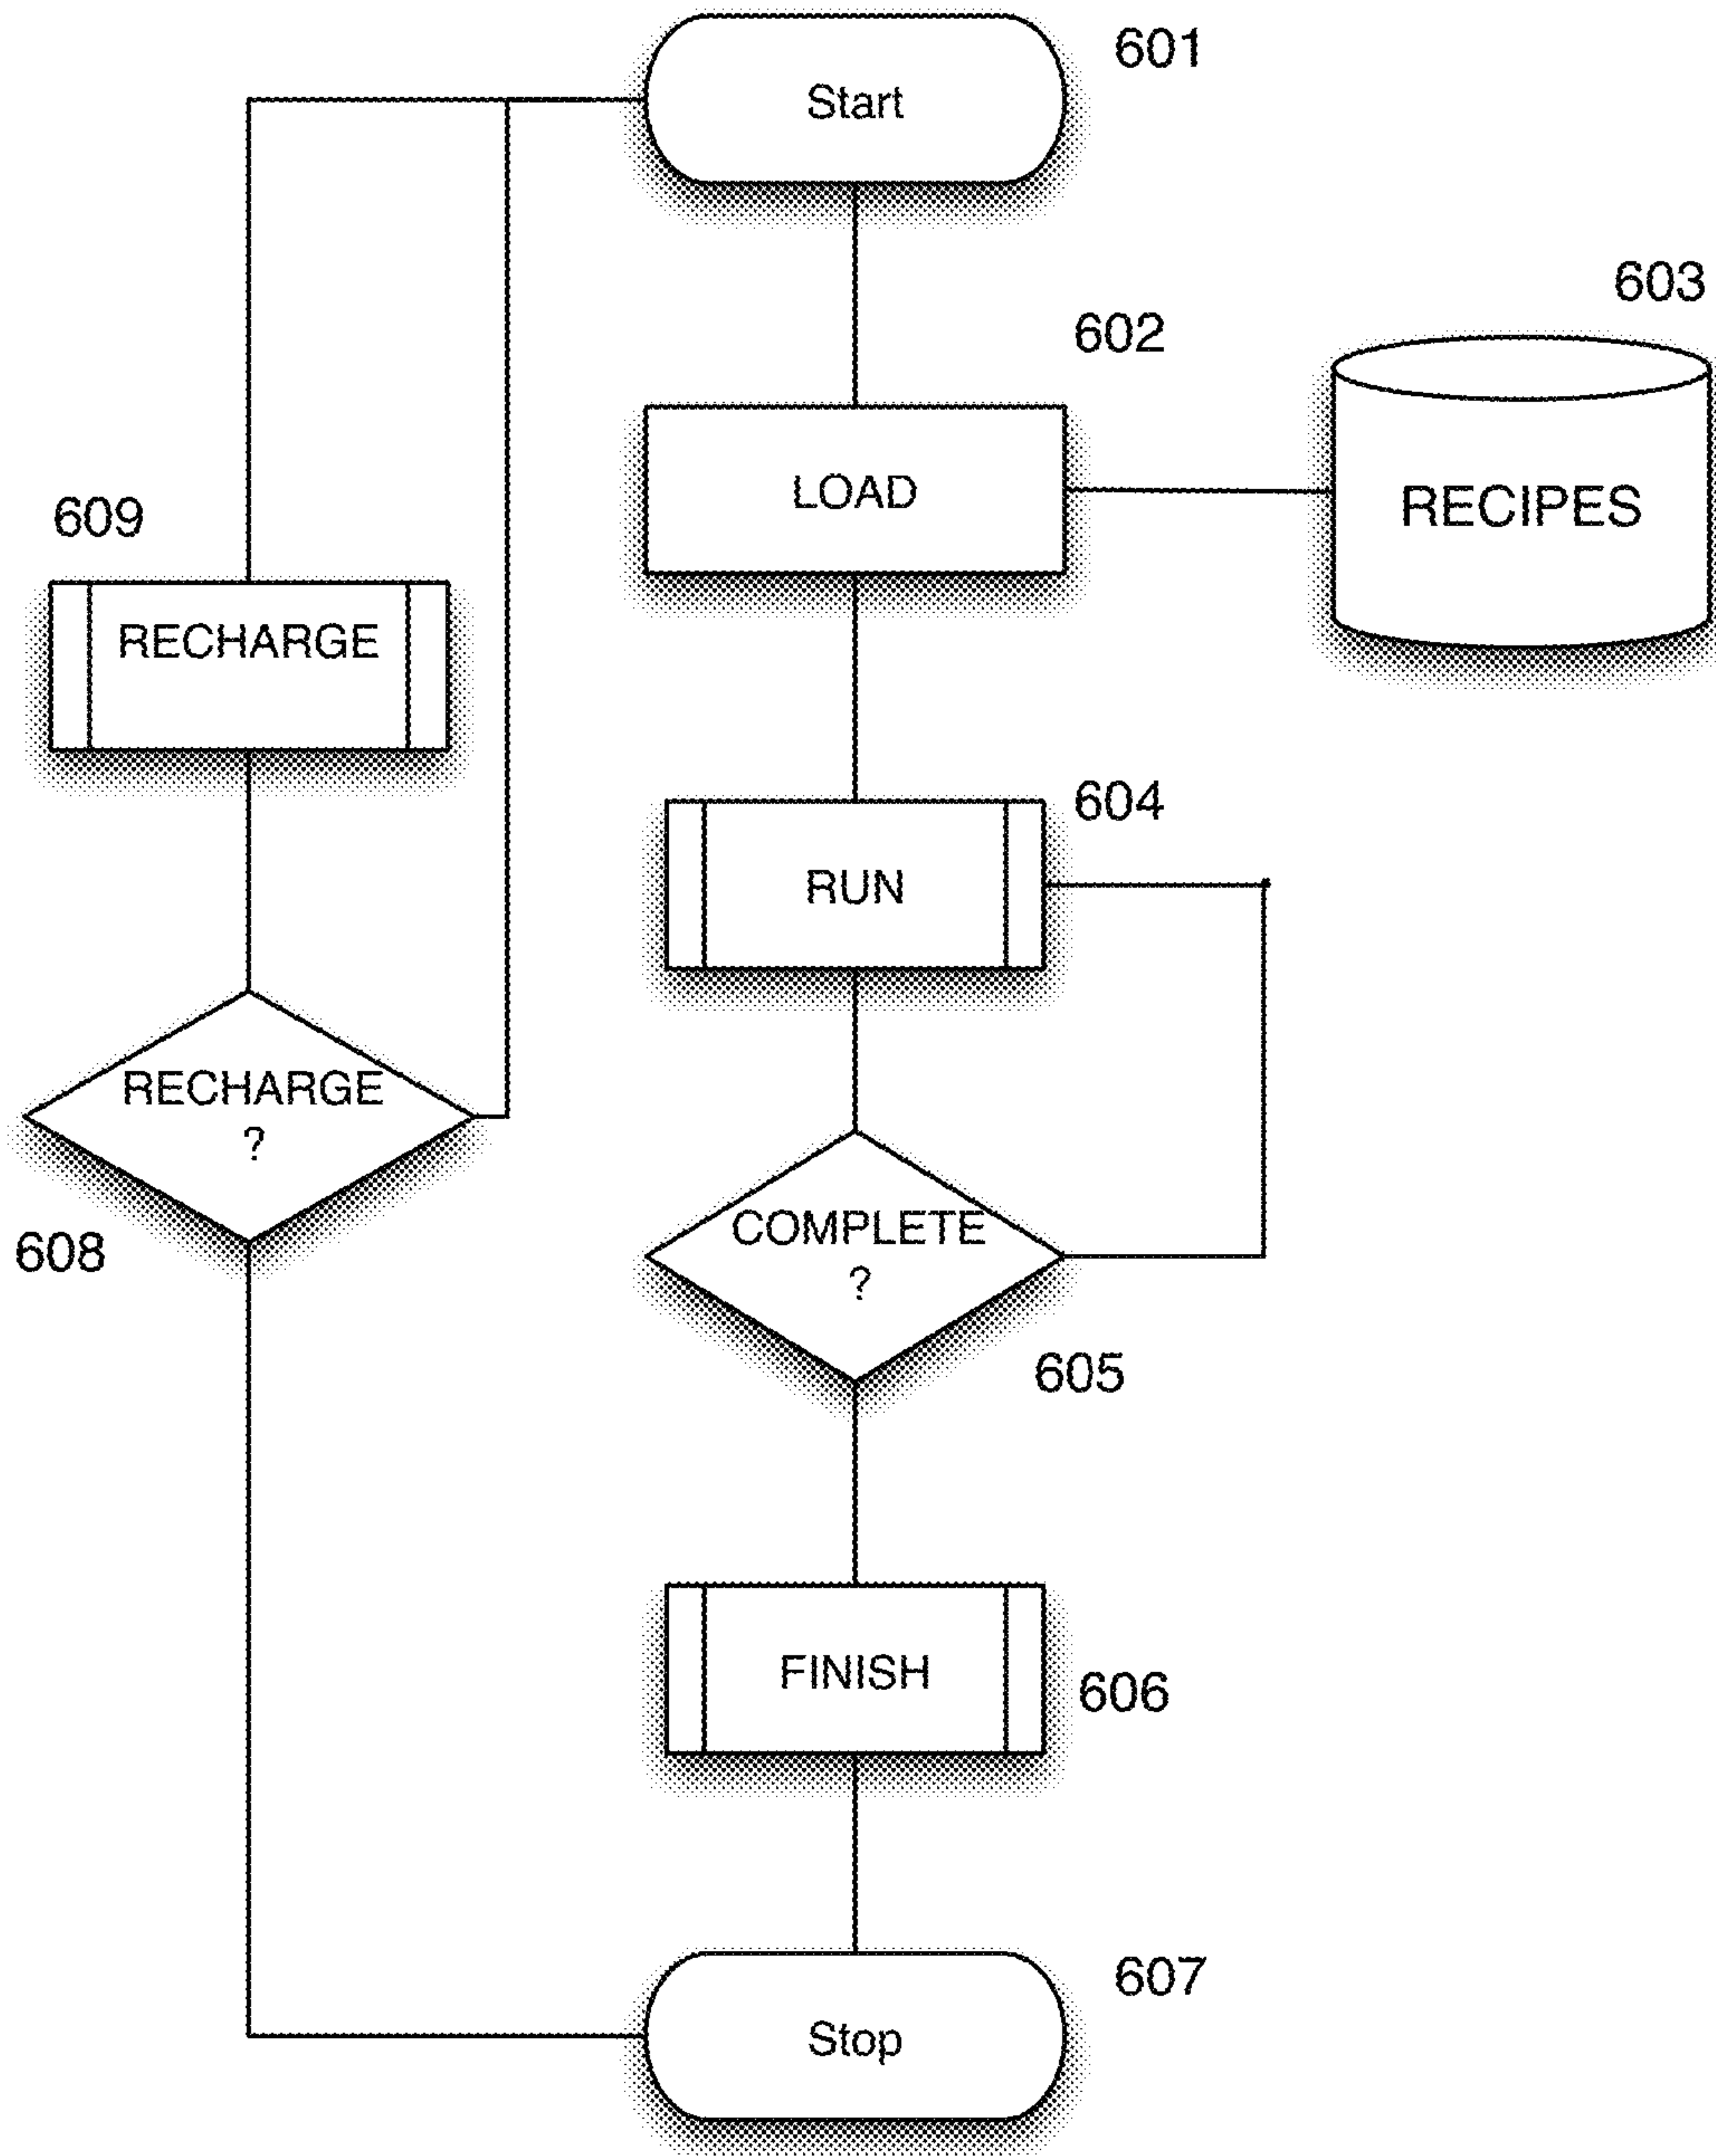 Start
601
603
602
LOAD
RECIPES
609
RECHARGE
604
RUN
RECHARGE
?
608
COMPLETE
?
605
FINISH
606
607
Stop